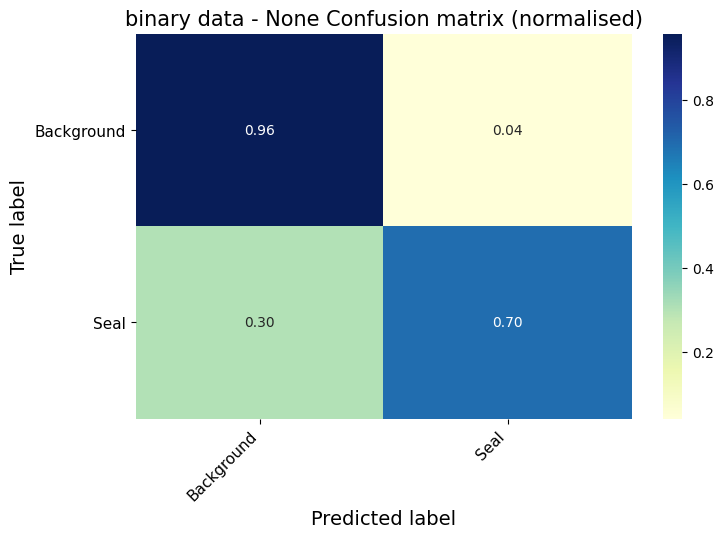 binary data - None Confusion matrix (normalised)
True label
Background
0.96
0.04
Seal
0.30
0.70
Background
Seal
Predicted label
0.8
0.6
0.4
0.2